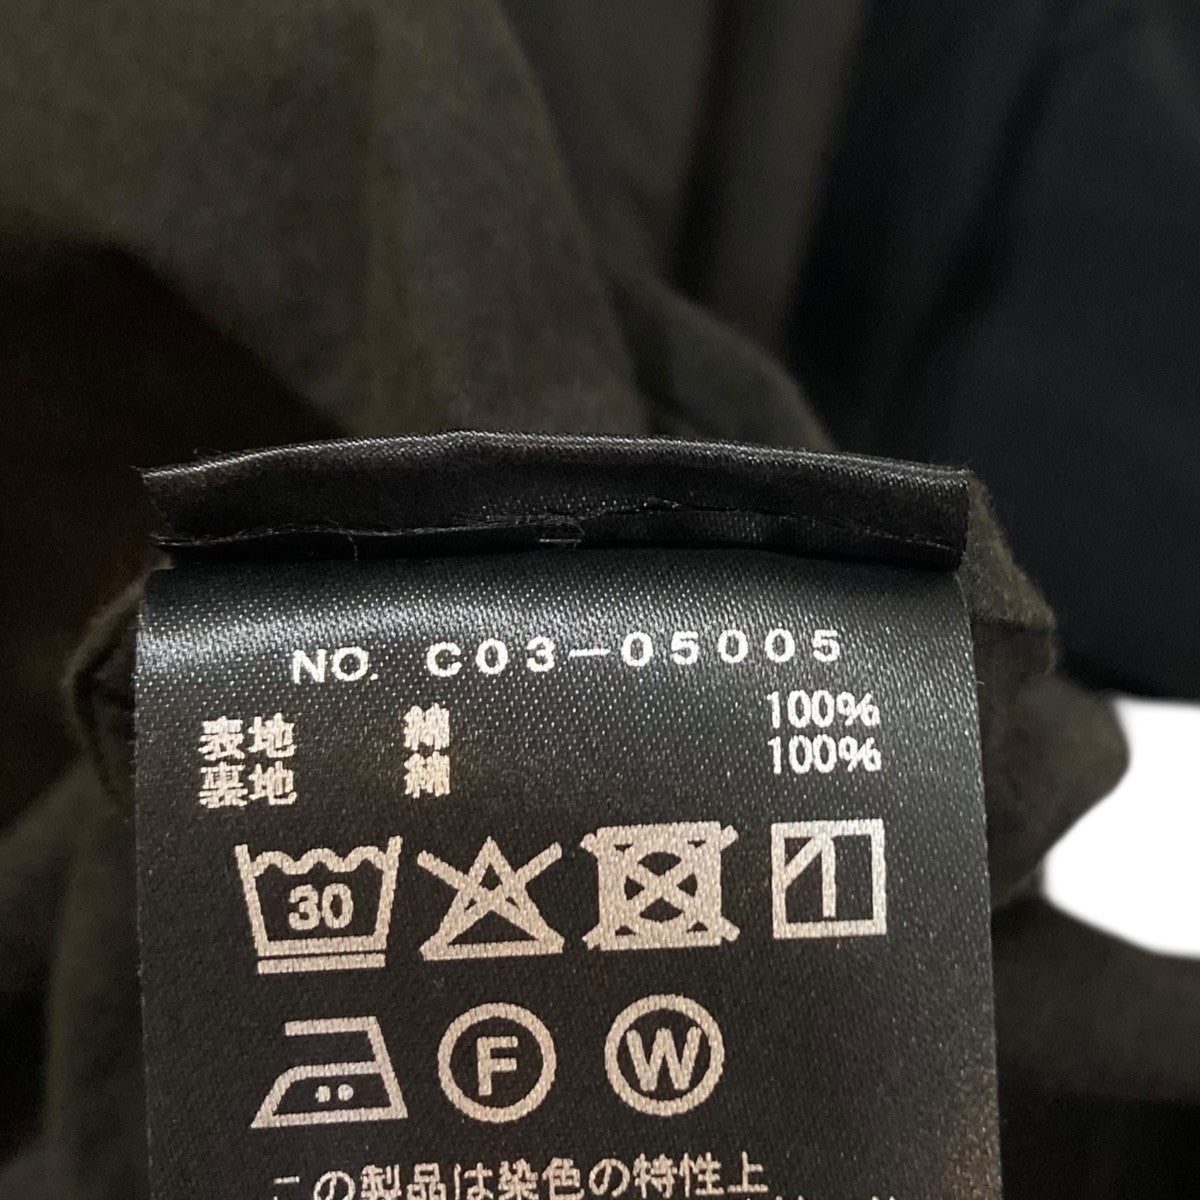 NO. C03-05005
表地 綿 100%
裏地 綿 100%
30
F W
この製品は染色の特性上